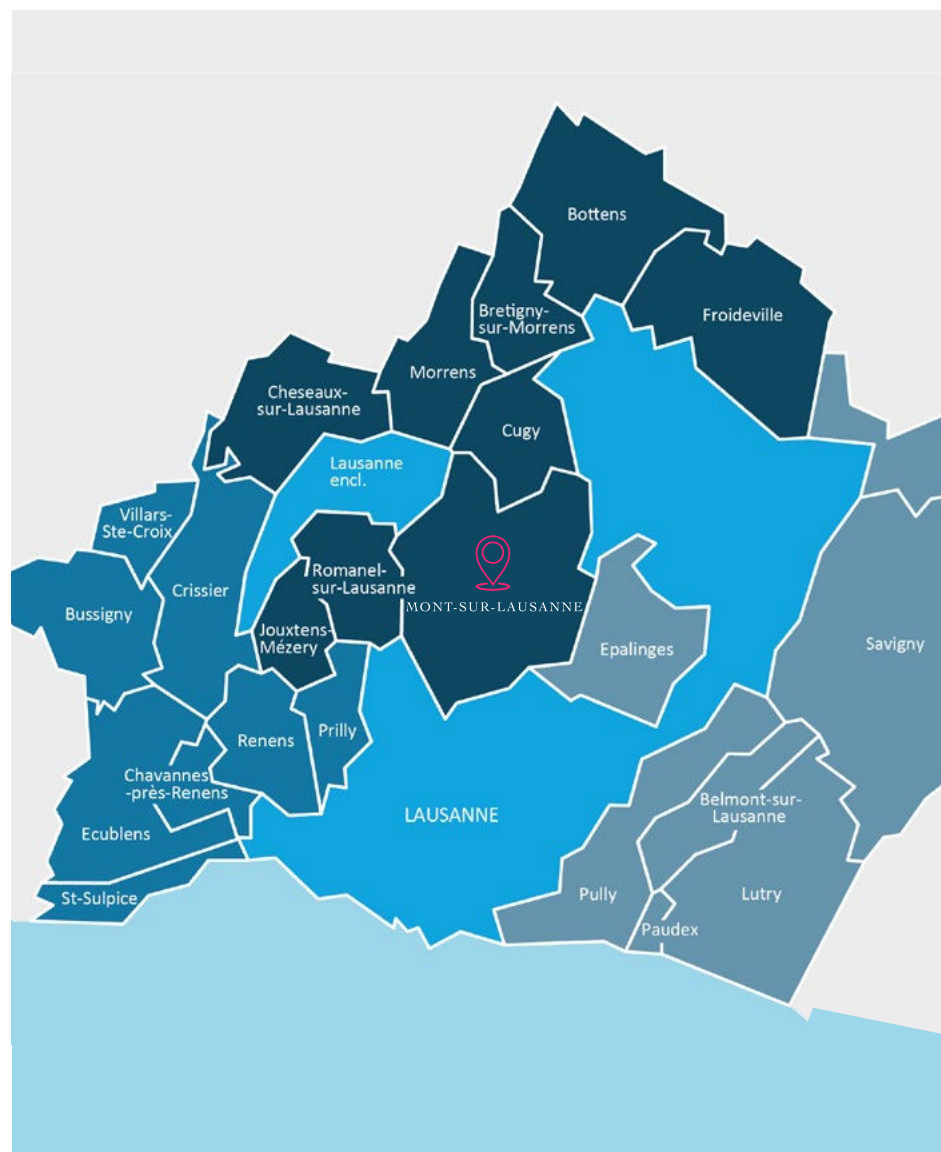 Bottens
Froideville
Bretigny-
sur-Morrens
Morrens
Cheseaux-
sur-Lausanne
Cugy
Lausanne
encl.
Villars-
Ste-Croix
Crissier
Romanel-
sur-Lausanne
MONT-SUR-LAUSANNE
Bussigny
Jouxtens-
Mézery
Epalinges
Savigny
Renens
Prilly
Chavannes
-près-Renens
Ecublens
LAUSANNE
Belmont-sur-
Lausanne
St-Sulpice
Pully
Lutry
Paudex